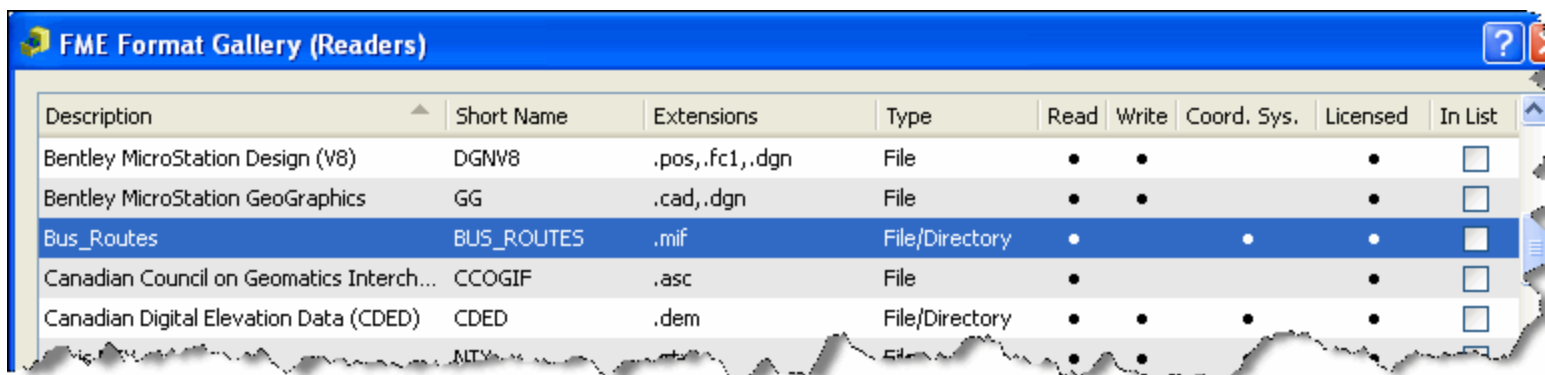 FME Format Gallery (Readers)
Description Short Name Extensions Type Read Write Coord. Sys. Licensed In List
Bentley MicroStation Design (V8) DGNV8 .pos,.fc1,.dgn File
Bentley MicroStation GeoGraphics GG .cad,.dgn File
Bus_Routes BUS_ROUTES .mif File/Directory
Canadian Council on Geomatics Interch... CCOGIF .asc File
Canadian Digital Elevation Data (CDED) CDED .dem File/Directory